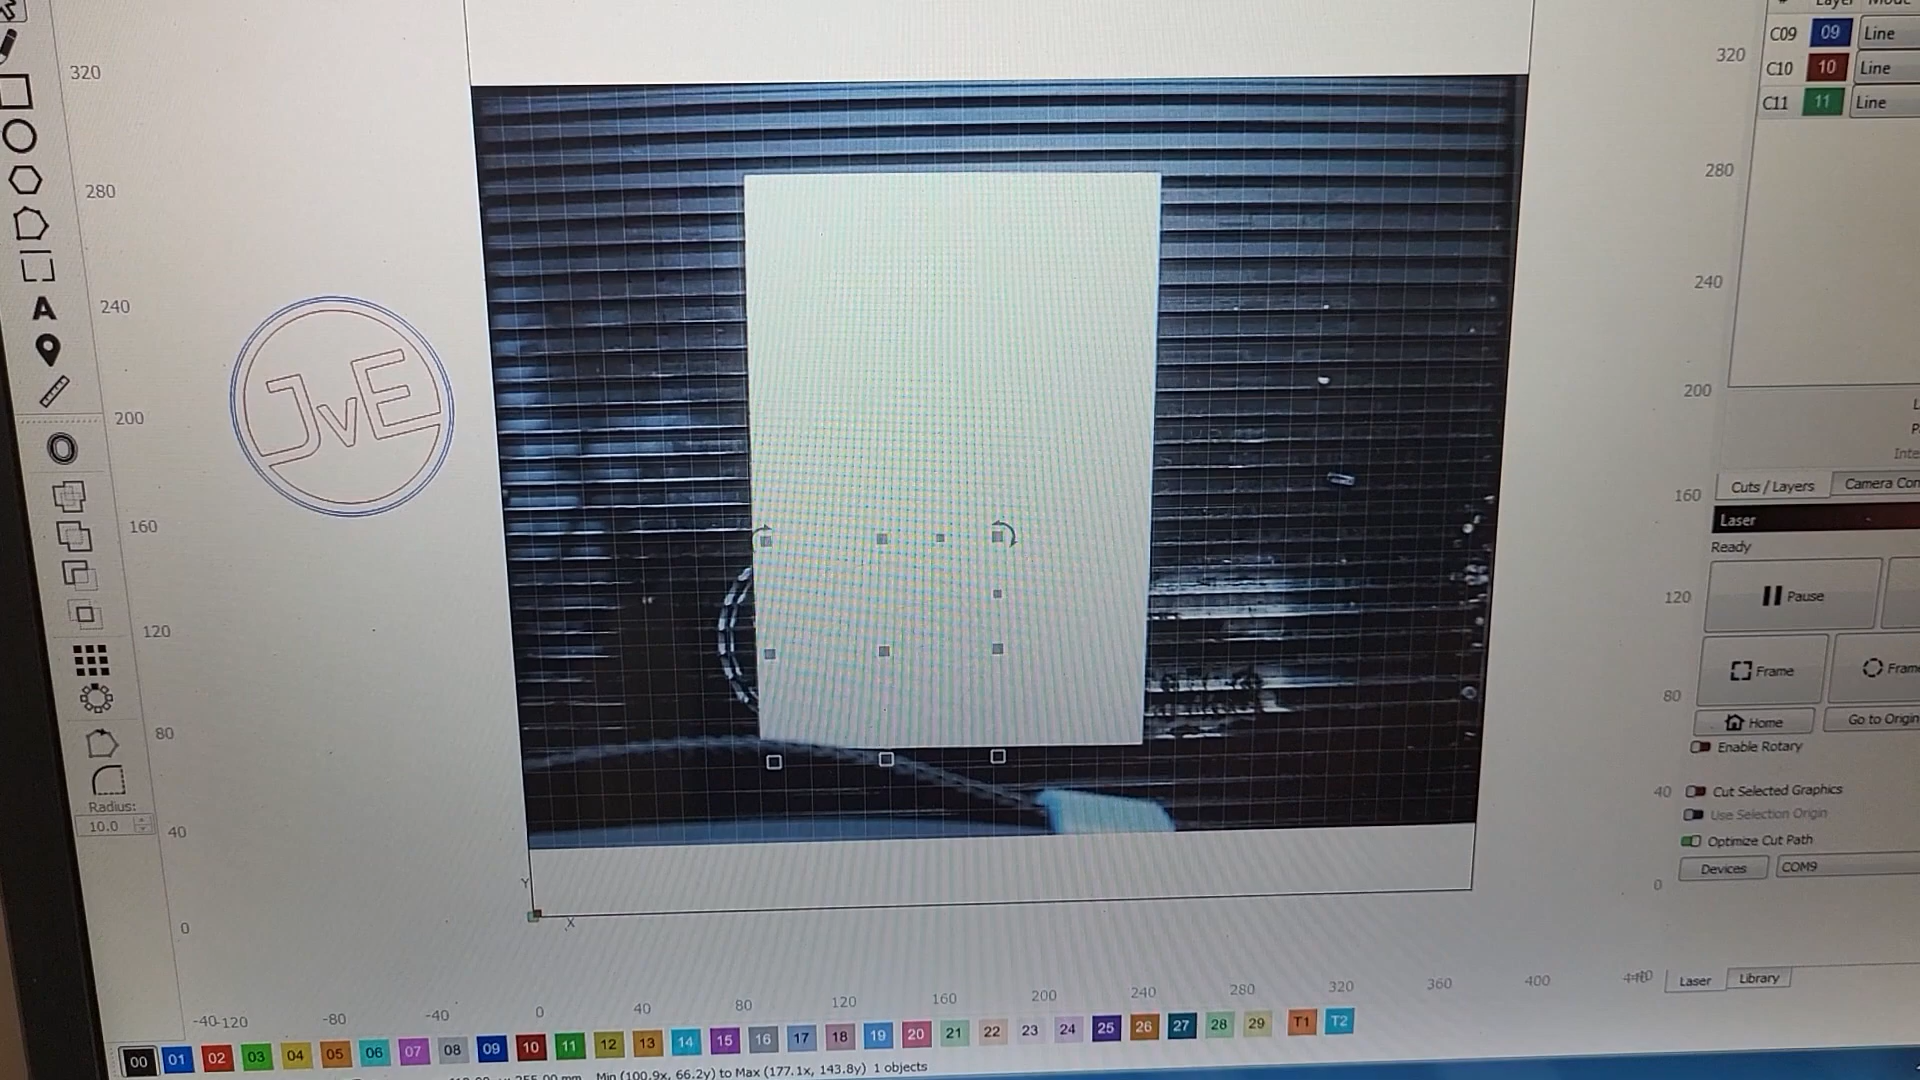 Layer Mode
C09 09 Line
C10 10 Line
C11 11 Line
320
280
240
200
160
120
80
40
0
320
280
240
200
160
120
80
40
0
JvE
A
Cuts / Layers
Laser
Ready
Pause
Frame
Home
Go to Origin
Enable Rotary
Cut Selected Graphics
Use Selection Origin
Optimize Cut Path
Devices COM9
Radius:
10.0
Y
X
-40
-120 -80 -40 0 40 80 120 160 200 240 280 320 360 400
Laser Library
00 01 02 03 04 05 06 07 08 09 10 11 12 13 14 15 16 17 18 19 20 21 22 23 24 25 26 27 28 29 T1 T2
Min (100.9x, 66.2y) to Max (177.1x, 143.8y) 1 objects